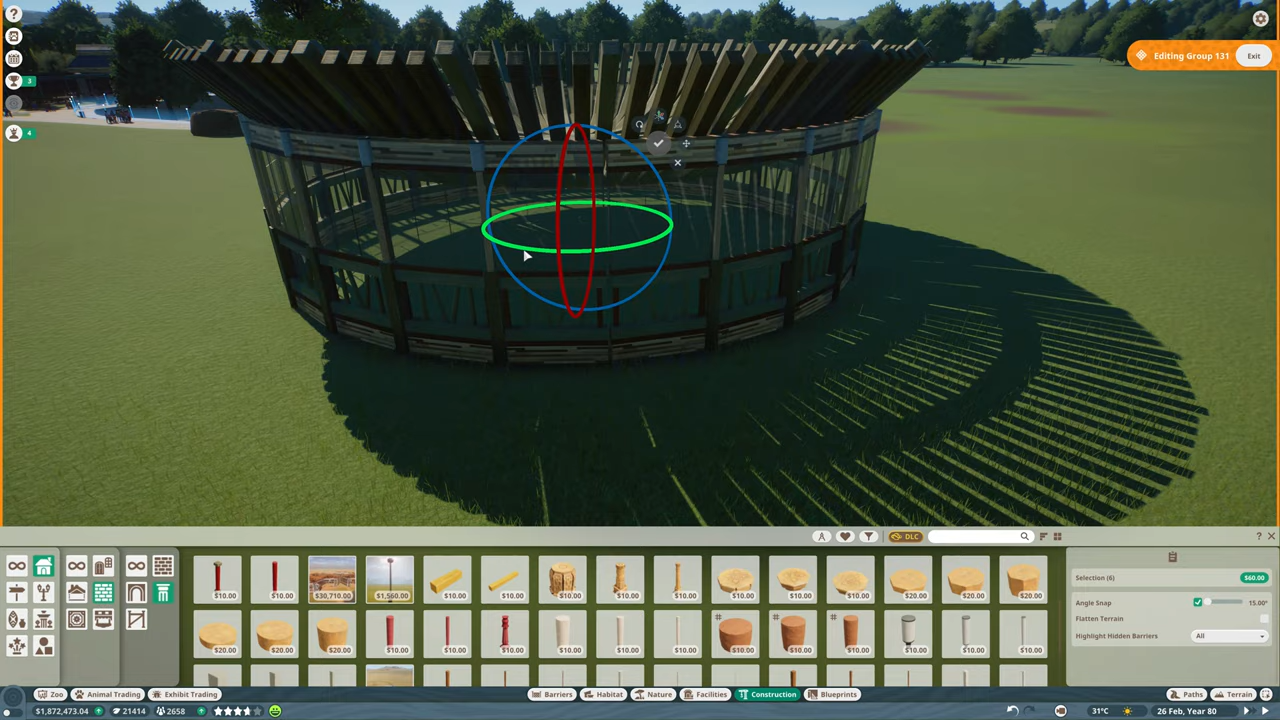 ?
3
4
Editing Group 131
Exit
DLC
?
$10.00 $10.00 $30,710.00 $1,560.00 $10.00 $10.00 $10.00 $10.00 $10.00 $10.00 $10.00 $10.00 $20.00 $20.00 $20.00
$20.00 $20.00 $20.00 $10.00 $10.00 $10.00 $10.00 $10.00 $10.00 $10.00 $10.00 $10.00 $10.00 $10.00 $10.00
Selection (6) $60.00
Angle Snap 15.00°
Flatten Terrain
Highlight Hidden Barriers All
Zoo Animal Trading Exhibit Trading Barriers Habitat Nature Facilities Construction Blueprints Paths Terrain
$1,872,473.04 21414 2658 31°C 26 Feb, Year 80